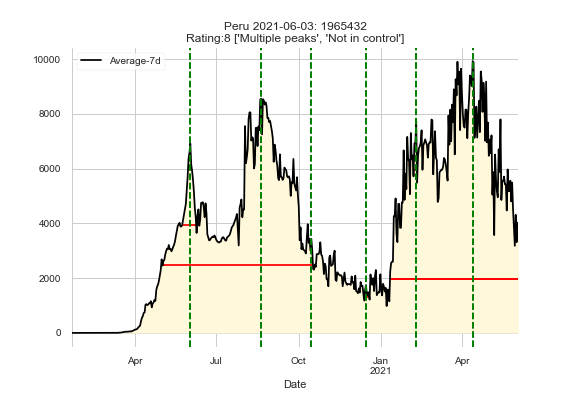 Peru 2021-06-03: 1965432
Rating:8 ['Multiple peaks', 'Not in control']
10000
Average-7d
8000
6000
4000
2000
0
Apr Jul Oct Jan Apr
2021
Date